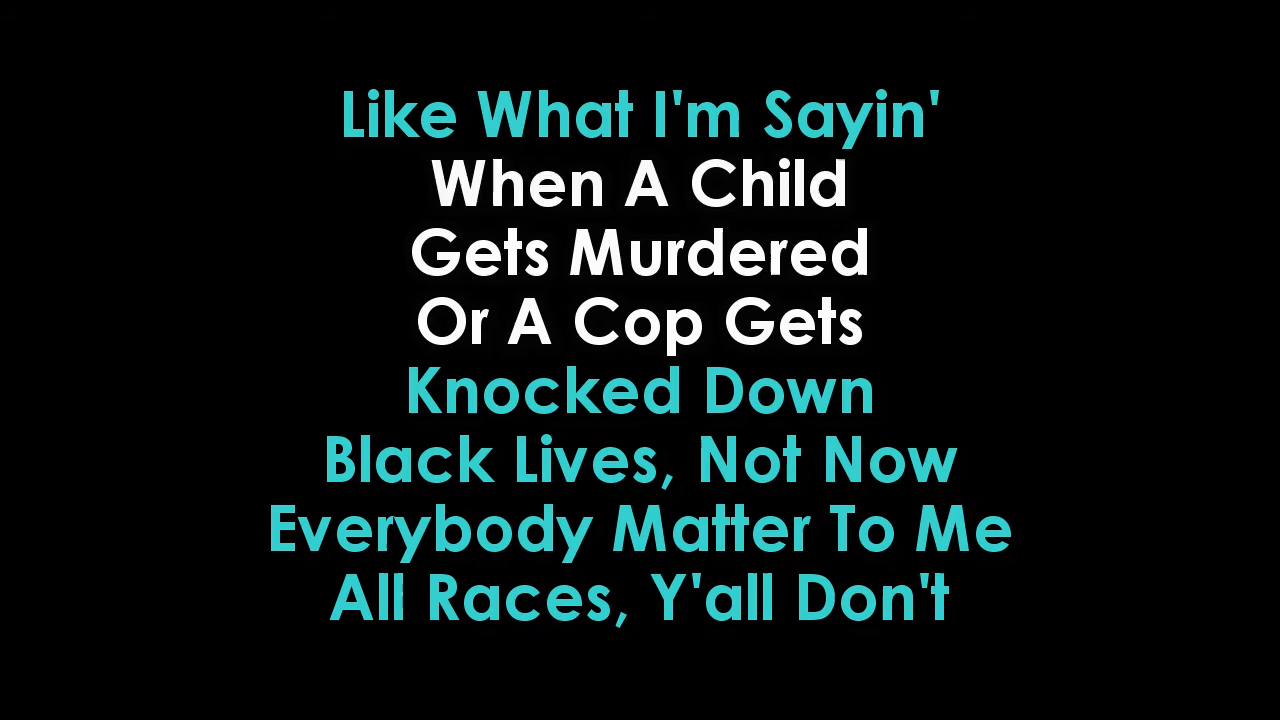 Like What I'm Sayin'
When A Child
Gets Murdered
Or A Cop Gets
Knocked Down
Black Lives, Not Now
Everybody Matter To Me
All Races, Y'all Don't